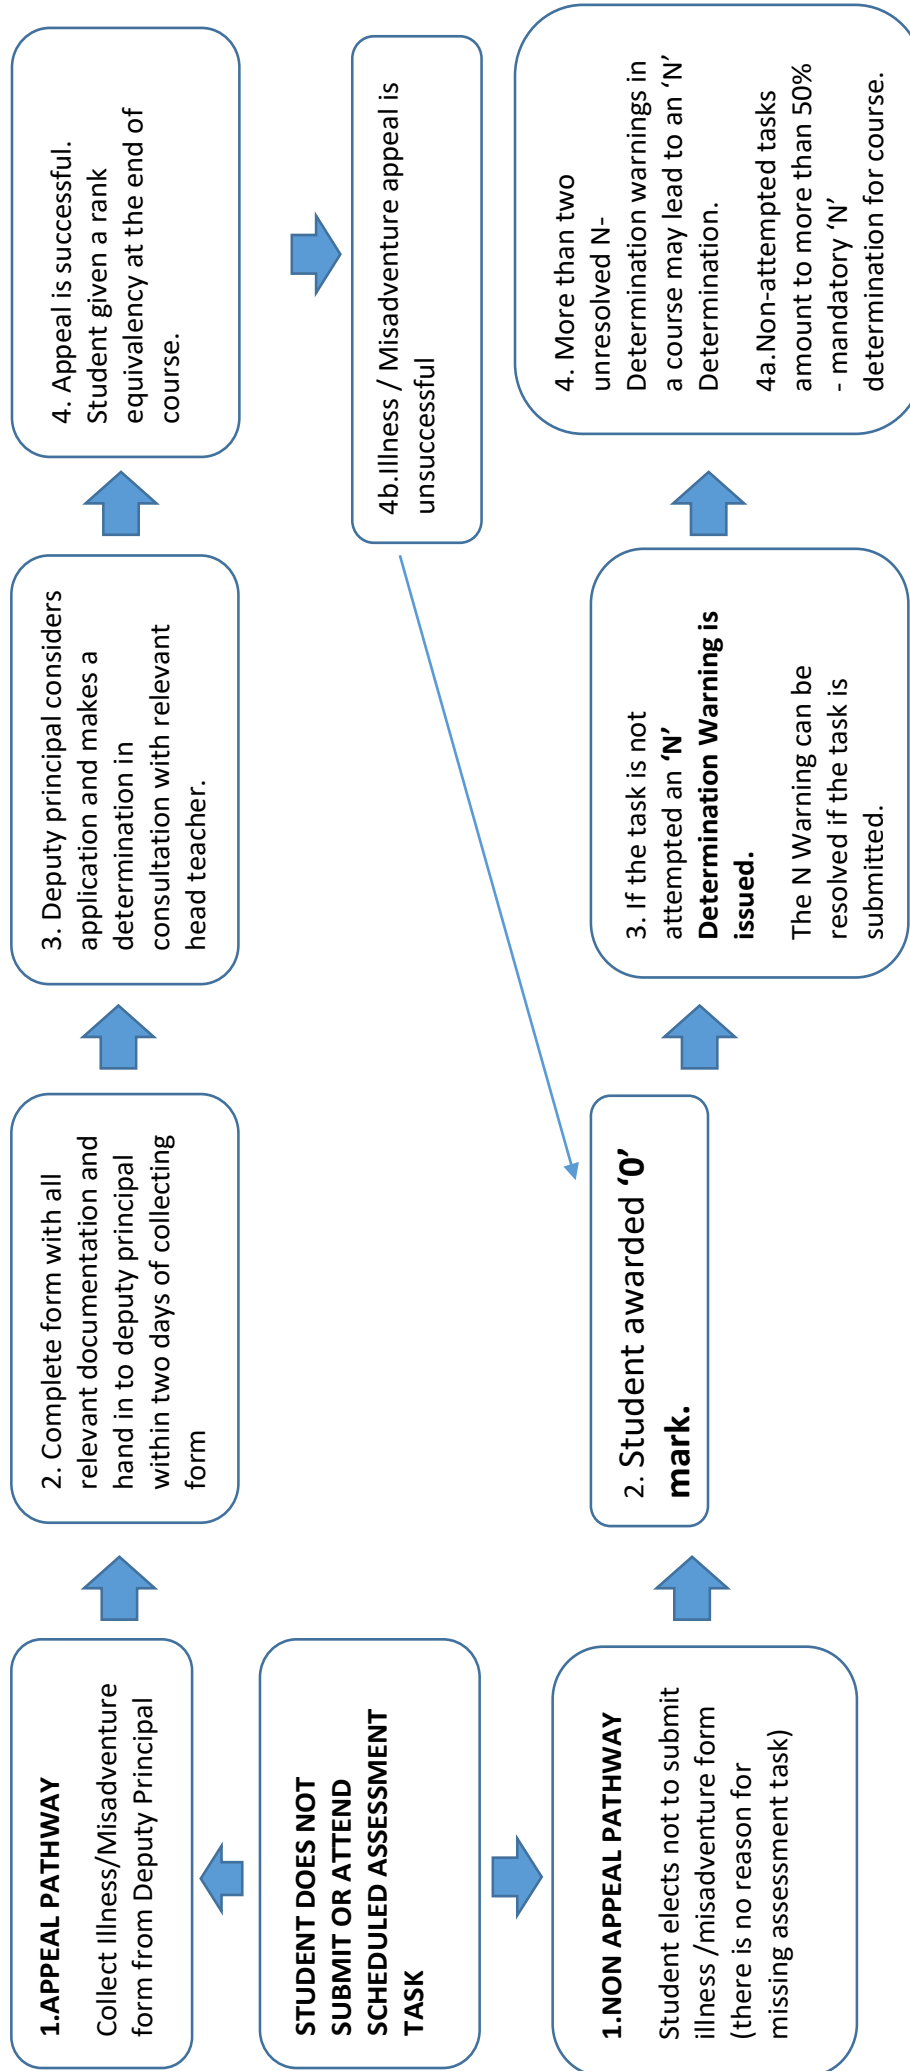 1.APPEAL PATHWAY
Collect Illness/Misadventure
form from Deputy Principal
2. Complete form with all
relevant documentation and
hand in to deputy principal
within two days of collecting
form
3. Deputy principal considers
application and makes a
determination in
consultation with relevant
head teacher.
4. Appeal is successful.
Student given a rank
equivalency at the end of
course.
4b.Illness / Misadventure appeal is
unsuccessful
STUDENT DOES NOT
SUBMIT OR ATTEND
SCHEDULED ASSESSMENT
TASK
1.NON APPEAL PATHWAY
Student elects not to submit
illness /misadventure form
(there is no reason for
missing assessment task)
2. Student awarded ‘0’
mark.
3. If the task is not
attempted an ‘N’
Determination Warning is
issued.
The N Warning can be
resolved if the task is
submitted.
4. More than two
unresolved N-
Determination warnings in
a course may lead to an ‘N’
Determination.
4a.Non-attempted tasks
amount to more than 50%
- mandatory ‘N’
determination for course.